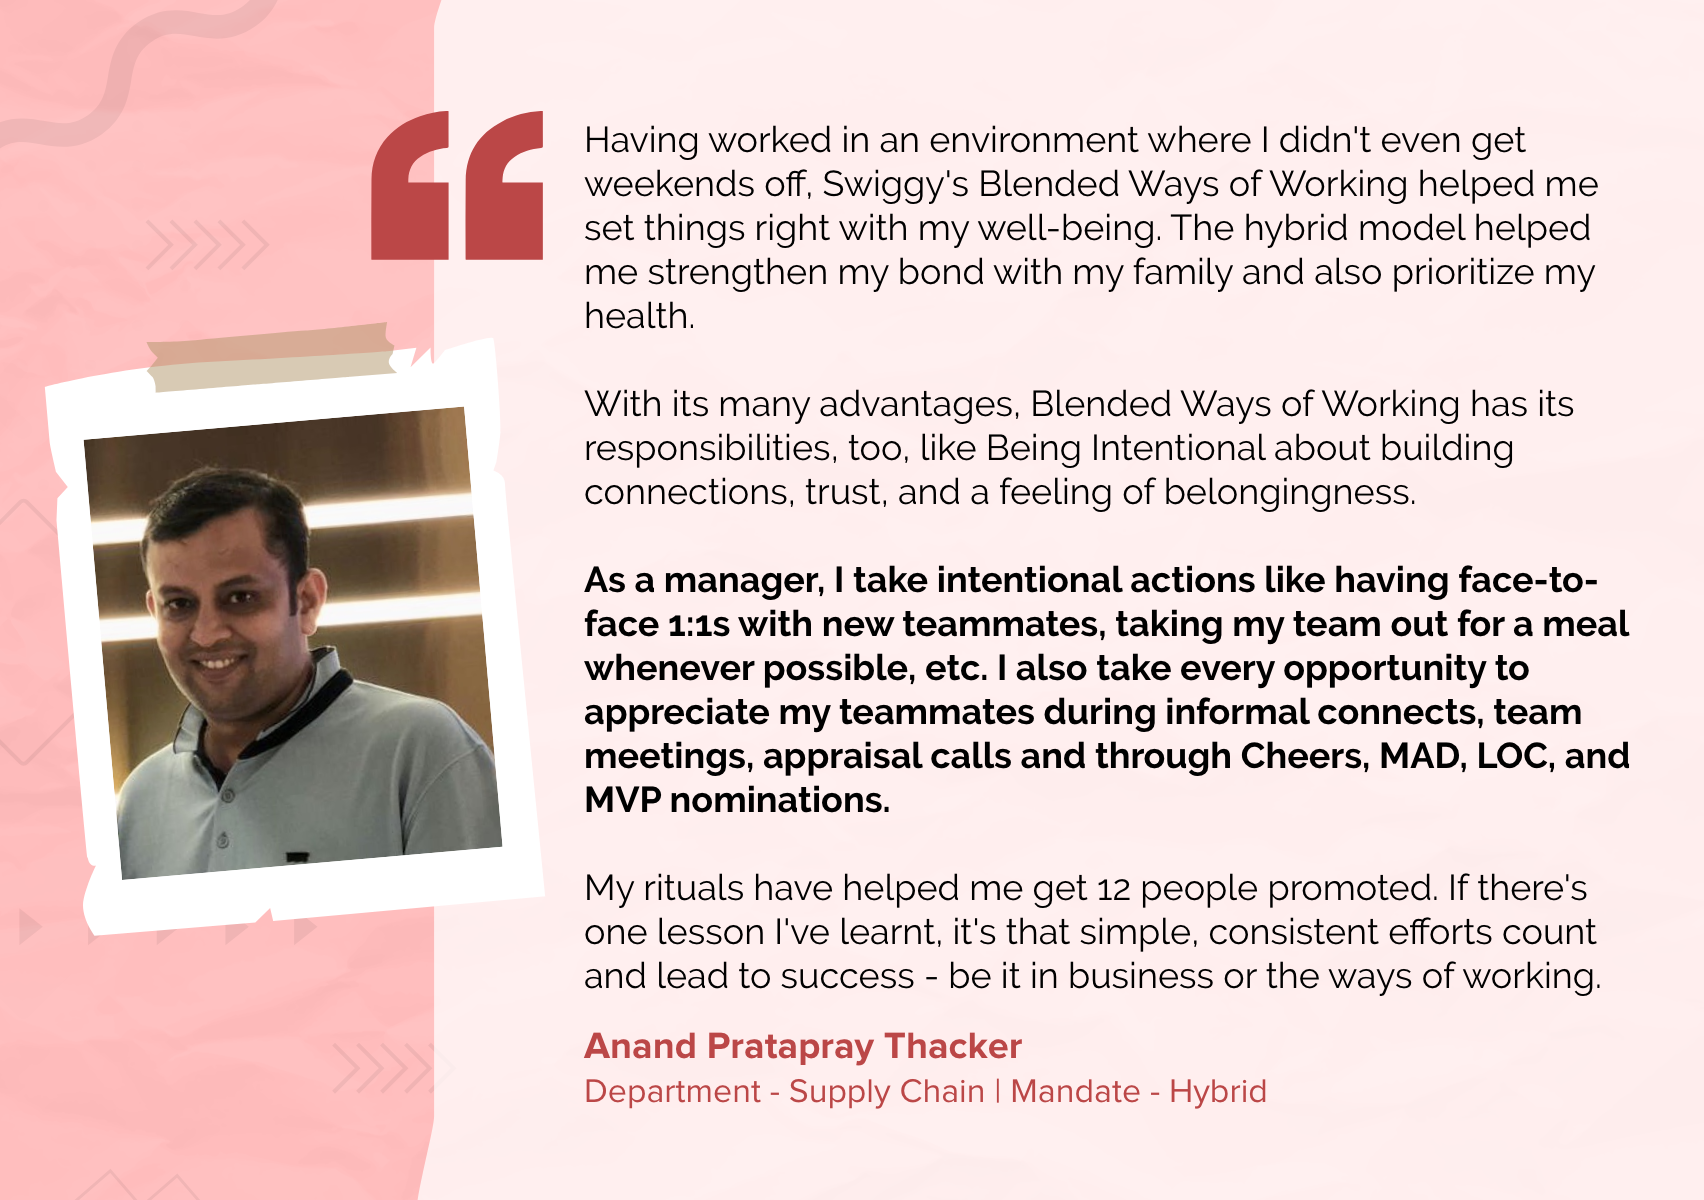 Having worked in an environment where I didn't even get
weekends off, Swiggy's Blended Ways of Working helped me
set things right with my well-being. The hybrid model helped
me strengthen my bond with my family and also prioritize my
health.
With its many advantages, Blended Ways of Working has its
responsibilities, too, like Being Intentional about building
connections, trust, and a feeling of belongingness.
As a manager, I take intentional actions like having face-to-
face 1:1s with new teammates, taking my team out for a meal
whenever possible, etc. I also take every opportunity to
appreciate my teammates during informal connects, team
meetings, appraisal calls and through Cheers, MAD, LOC, and
MVP nominations.
My rituals have helped me get 12 people promoted. If there's
one lesson I've learnt, it's that simple, consistent efforts count
and lead to success - be it in business or the ways of working.
Anand Pratapray Thacker
Department - Supply Chain | Mandate - Hybrid